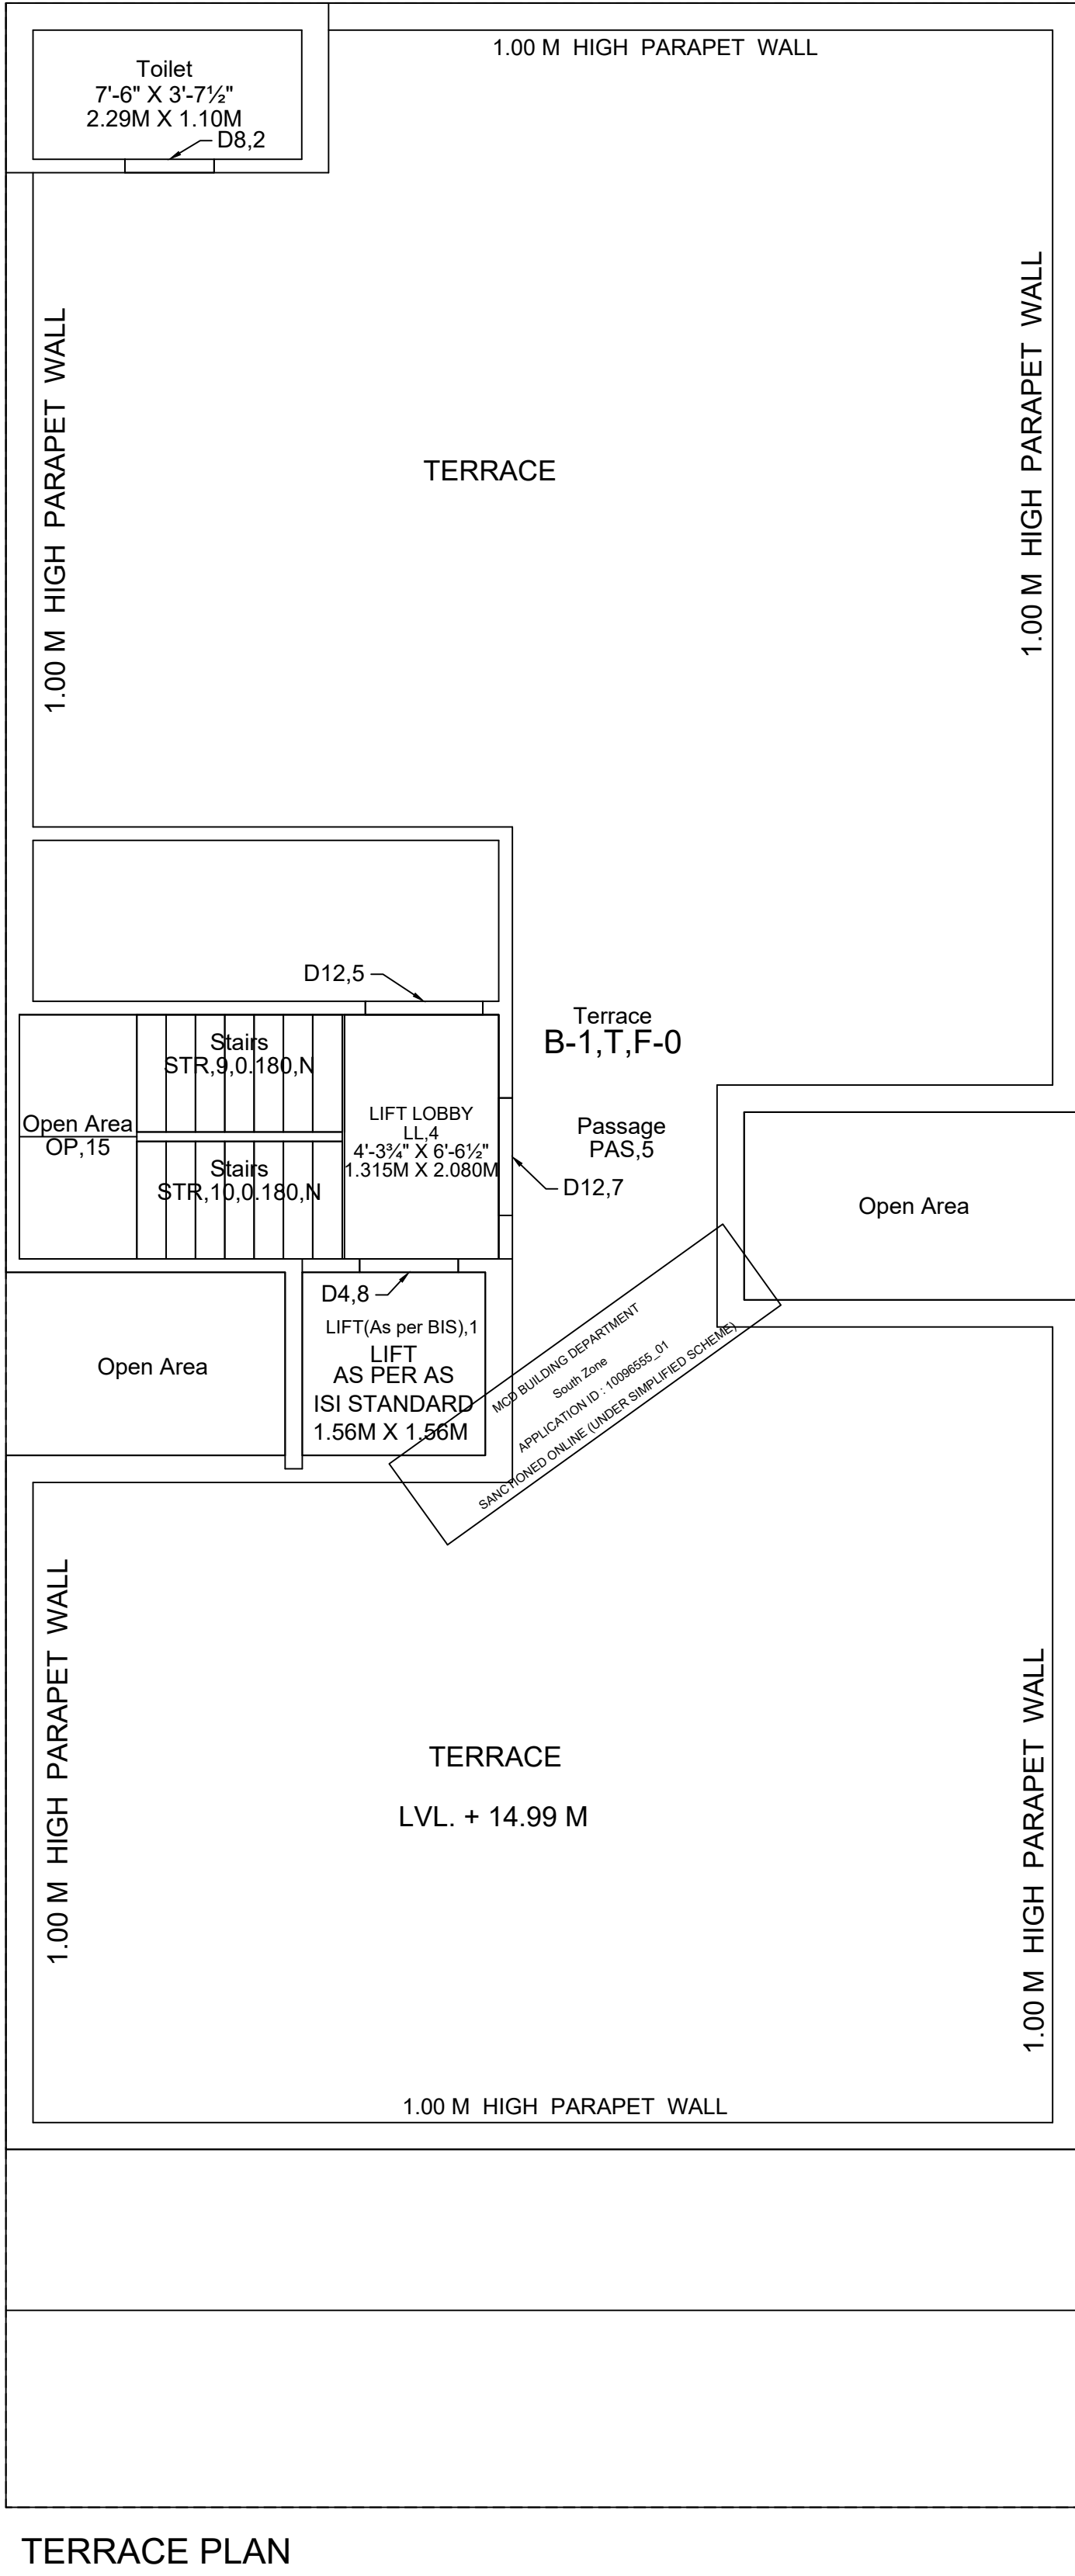 1.00 M HIGH PARAPET WALL
Toilet
7'-6" X 3'-7½"
2.29M X 1.10M
D8,2
1.00 M HIGH PARAPET WALL
1.00 M HIGH PARAPET WALL
TERRACE
D12,5
Terrace
B-1,T,F-0
Stairs
STR,9,0.180,N
Open Area
OP,15
LIFT LOBBY
LL,4
4'-3¾" X 6'-6½"
1.315M X 2.080M
Passage
PAS,5
Stairs
STR,10,0.180,N
D12,7
Open Area
D4,8
LIFT(As per BIS),1
LIFT
AS PER AS
ISI STANDARD
1.56M X 1.56M
Open Area
MCD BUILDING DEPARTMENT
South Zone
APPLICATION ID : 10096555_01
SANCTIONED ONLINE (UNDER SIMPLIFIED SCHEME)
1.00 M HIGH PARAPET WALL
1.00 M HIGH PARAPET WALL
TERRACE
LVL. + 14.99 M
1.00 M HIGH PARAPET WALL
TERRACE PLAN